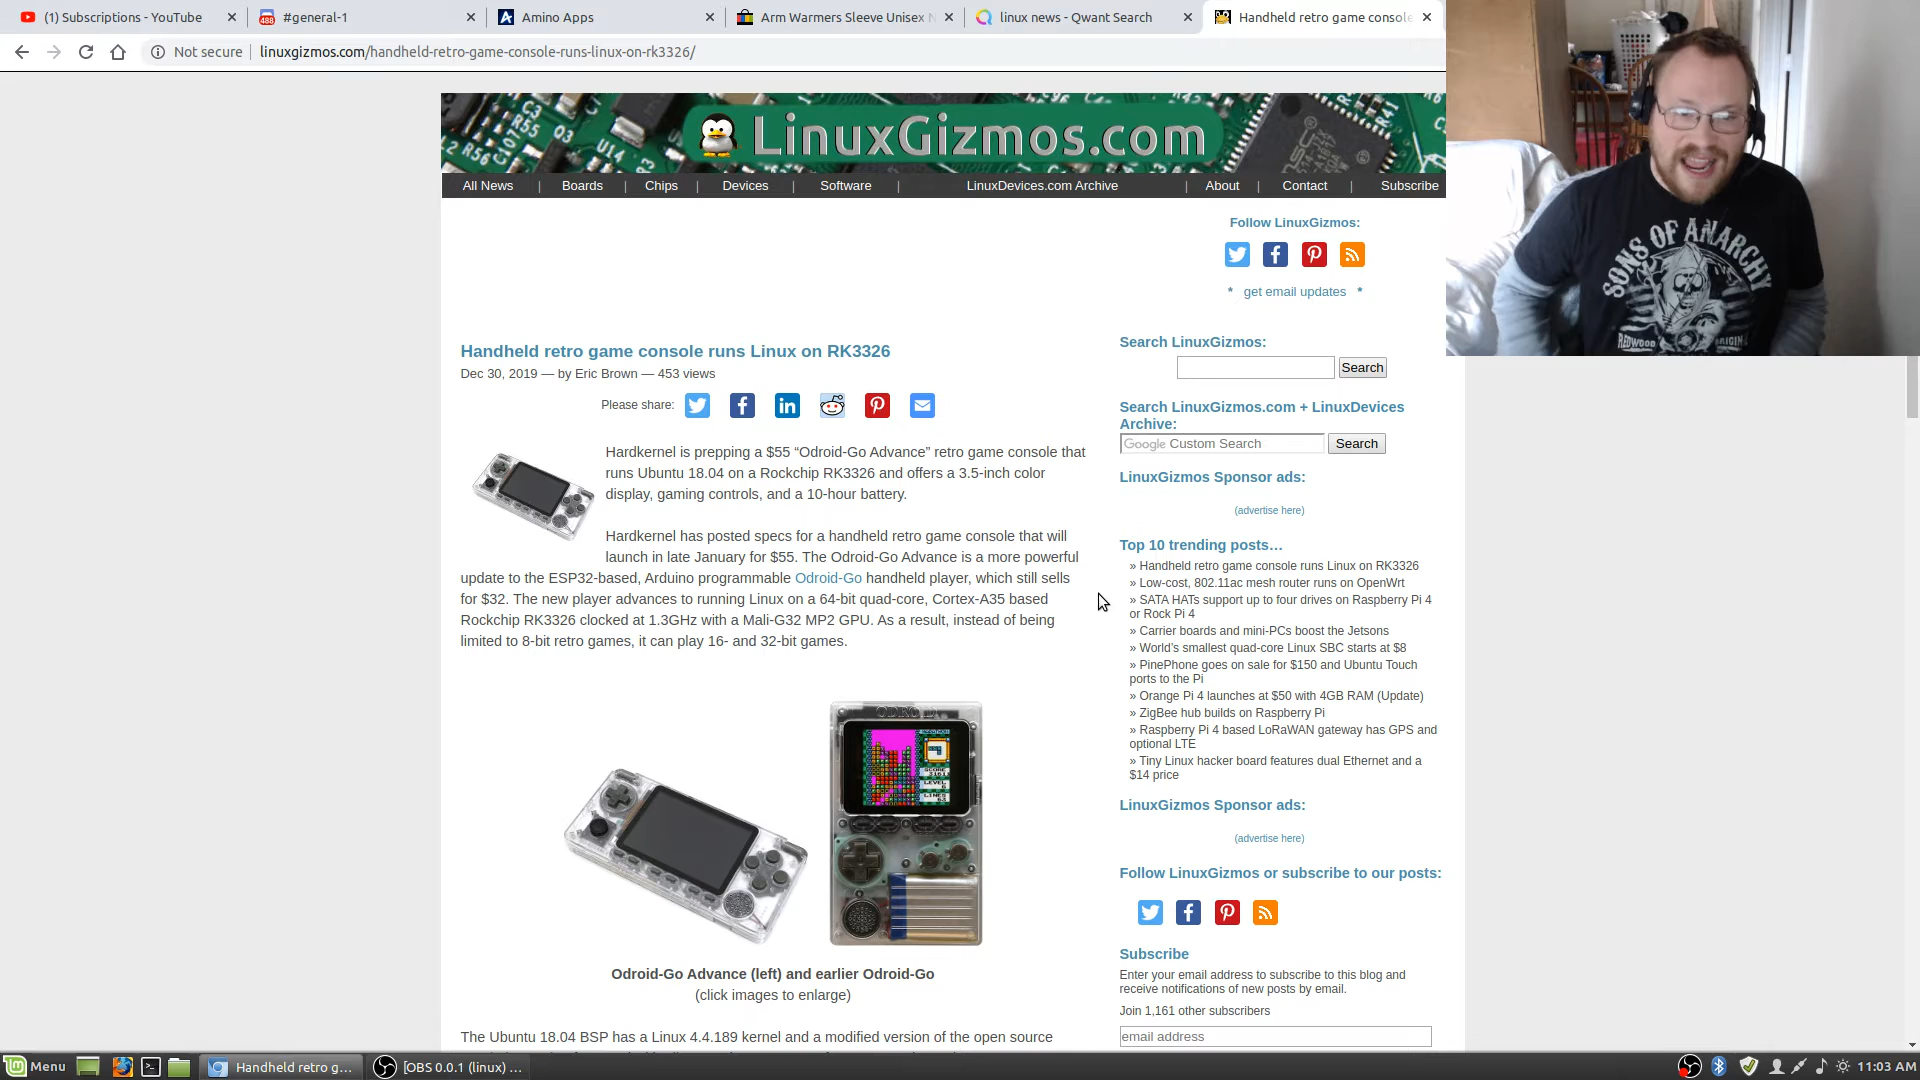 (1) Subscriptions - YouTube
#general-1
Amino Apps
Arm Warmers Sleeve Unisex
linux news - Qwant Search
Handheld retro game console
Not secure
linuxgizmos.com/handheld-retro-game-console-runs-linux-on-rk3326/
LinuxGizmos.com
All News | Boards | Chips | Devices | Software | LinuxDevices.com Archive | About | Contact | Subscribe
Follow LinuxGizmos:
* get email updates *
Handheld retro game console runs Linux on RK3326
Dec 30, 2019 — by Eric Brown — 453 views
Please share:
Hardkernel is prepping a $55 “Odroid-Go Advance” retro game console that
runs Ubuntu 18.04 on a Rockchip RK3326 and offers a 3.5-inch color
display, gaming controls, and a 10-hour battery.
Hardkernel has posted specs for a handheld retro game console that will
launch in late January for $55. The Odroid-Go Advance is a more powerful
update to the ESP32-based, Arduino programmable Odroid-Go handheld player, which still sells
for $32. The new player advances to running Linux on a 64-bit quad-core, Cortex-A35 based
Rockchip RK3326 clocked at 1.3GHz with a Mali-G32 MP2 GPU. As a result, instead of being
limited to 8-bit retro games, it can play 16- and 32-bit games.
Odroid-Go Advance (left) and earlier Odroid-Go
(click images to enlarge)
The Ubuntu 18.04 BSP has a Linux 4.4.189 kernel and a modified version of the open source
Search LinuxGizmos:
Search
Search LinuxGizmos.com + LinuxDevices
Archive:
Google Custom Search
Search
LinuxGizmos Sponsor ads:
(advertise here)
Top 10 trending posts…
» Handheld retro game console runs Linux on RK3326
» Low-cost, 802.11ac mesh router runs on OpenWrt
» SATA HATs support up to four drives on Raspberry Pi 4
or Rock Pi 4
» Carrier boards and mini-PCs boost the Jetsons
» World’s smallest quad-core Linux SBC starts at $8
» PinePhone goes on sale for $150 and Ubuntu Touch
ports to the Pi
» Orange Pi 4 launches at $50 with 4GB RAM (Update)
» ZigBee hub builds on Raspberry Pi
» Raspberry Pi 4 based LoRaWAN gateway has GPS and
optional LTE
» Tiny Linux hacker board features dual Ethernet and a
$14 price
LinuxGizmos Sponsor ads:
(advertise here)
Follow LinuxGizmos or subscribe to our posts:
Subscribe
Enter your email address to subscribe to this blog and
receive notifications of new posts by email.
Join 1,161 other subscribers
email address
SONS OF ANARCHY
REDWOOD ORIGINAL
Menu
Handheld retro g...
[OBS 0.0.1 (linux) ...
11:03 AM